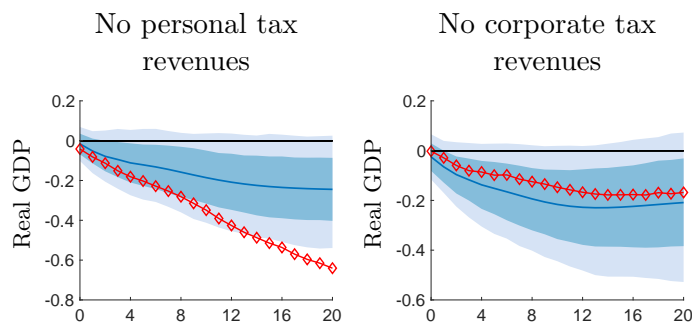 No personal tax
revenues
No corporate tax
revenues
Real GDP
0.2
0
-0.2
-0.4
-0.6
-0.8
0 4 8 12 16 20
Real GDP
0.2
0
-0.2
-0.4
-0.6
0 4 8 12 16 20